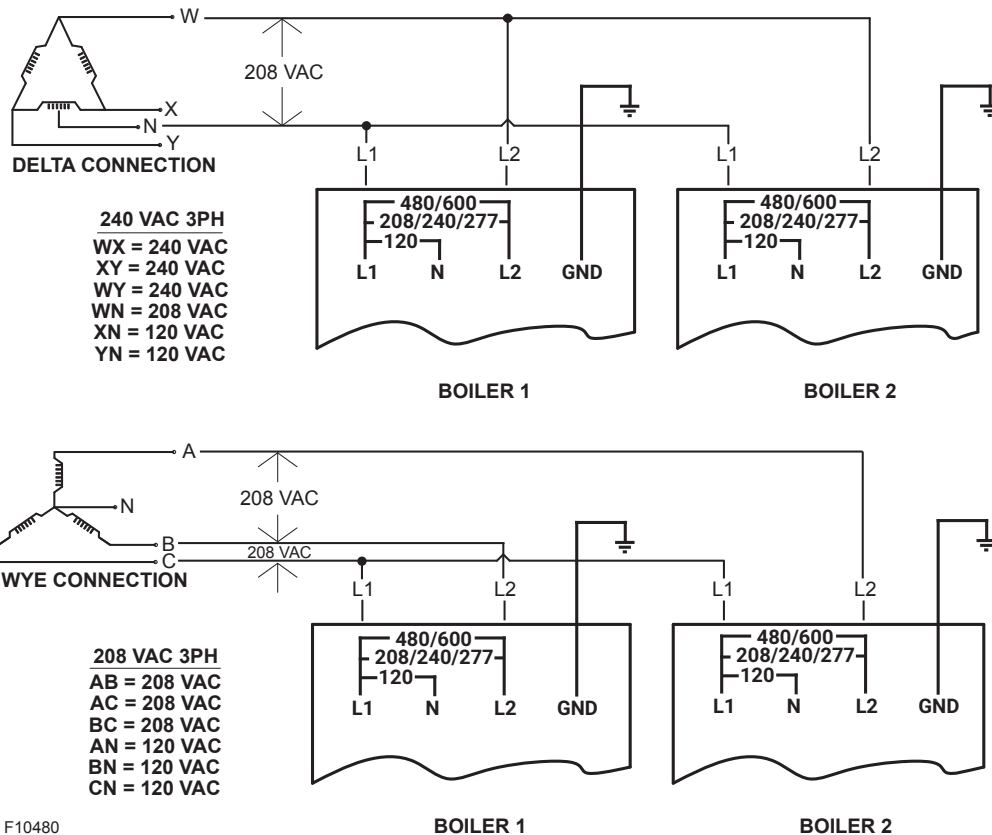 W
208 VAC
X
N
Y
DELTA CONNECTION
L1
L2
L1
L2
240 VAC 3PH
WX = 240 VAC
XY = 240 VAC
WY = 240 VAC
WN = 208 VAC
XN = 120 VAC
YN = 120 VAC
480/600
208/240/277
120
L1 N L2 GND
BOILER 1
480/600
208/240/277
120
L1 N L2 GND
BOILER 2
A
208 VAC
N
B
208 VAC
C
WYE CONNECTION
L1
L2
L1
L2
208 VAC 3PH
AB = 208 VAC
AC = 208 VAC
BC = 208 VAC
AN = 120 VAC
BN = 120 VAC
CN = 120 VAC
480/600
208/240/277
120
L1 N L2 GND
BOILER 1
480/600
208/240/277
120
L1 N L2 GND
BOILER 2
F10480